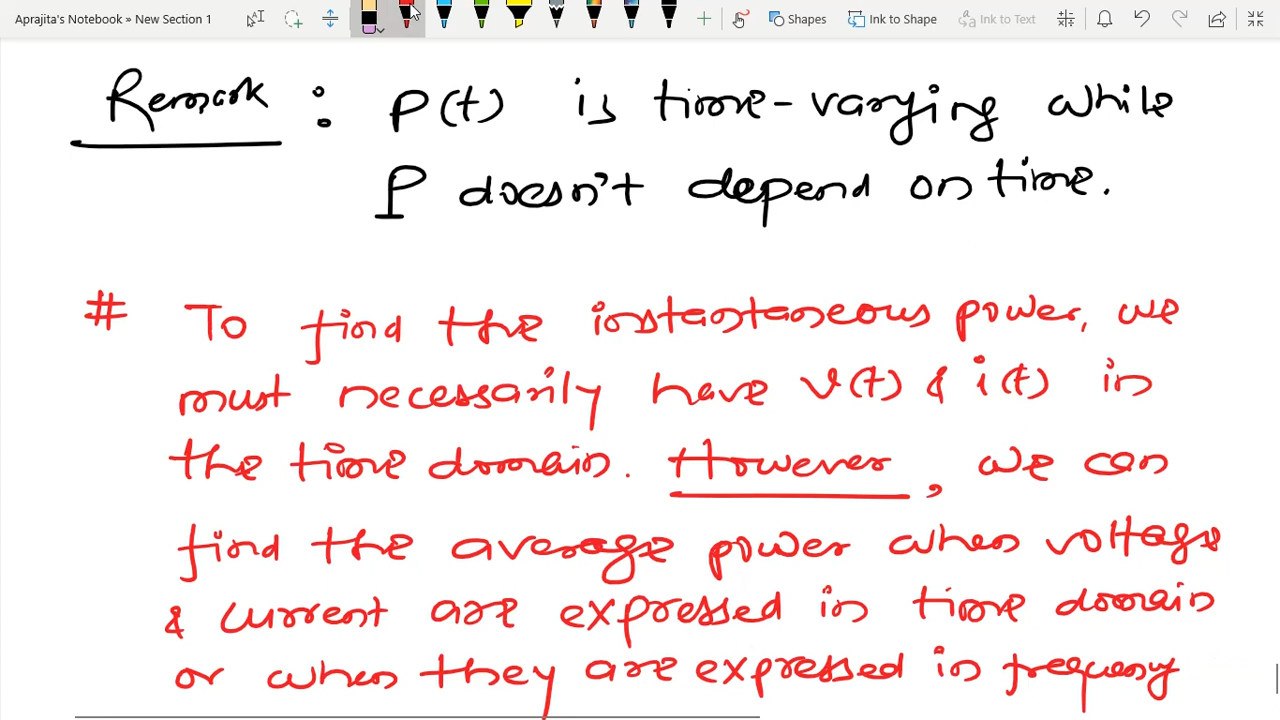 Aprajita's Notebook » New Section 1
Shapes
Ink to Shape
Ink to Text
Remark : P(t) is time-varying while
P doesn't depend on time.
# To find the instantaneous power, we
must necessarily have v(t) & i(t) in
the time domain. However, we can
find the average power when voltage
& current are expressed in time domain
or when they are expressed in frequency